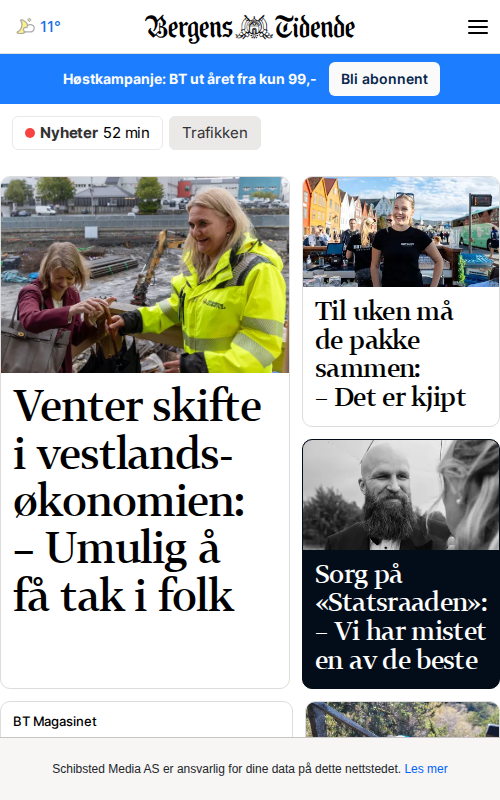 11°
Bergens Tidende
Høstkampanje: BT ut året fra kun 99,-
Bli abonnent
Nyheter 52 min
Trafikken
Venter skifte
i vestlands-
økonomien:
– Umulig å
få tak i folk
Til uken må
de pakke
sammen:
– Det er kjipt
Sorg på
«Statsraaden»:
– Vi har mistet
en av de beste
BT Magasinet
Schibsted Media AS er ansvarlig for dine data på dette nettstedet. Les mer